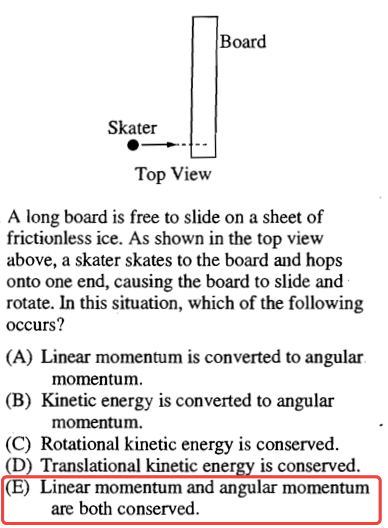 Board
Skater
Top View
A long board is free to slide on a sheet of
frictionless ice. As shown in the top view
above, a skater skates to the board and hops
onto one end, causing the board to slide and
rotate. In this situation, which of the following
occurs?
(A) Linear momentum is converted to angular
momentum.
(B) Kinetic energy is converted to angular
momentum.
(C) Rotational kinetic energy is conserved.
(D) Translational kinetic energy is conserved.
(E) Linear momentum and angular momentum
are both conserved.